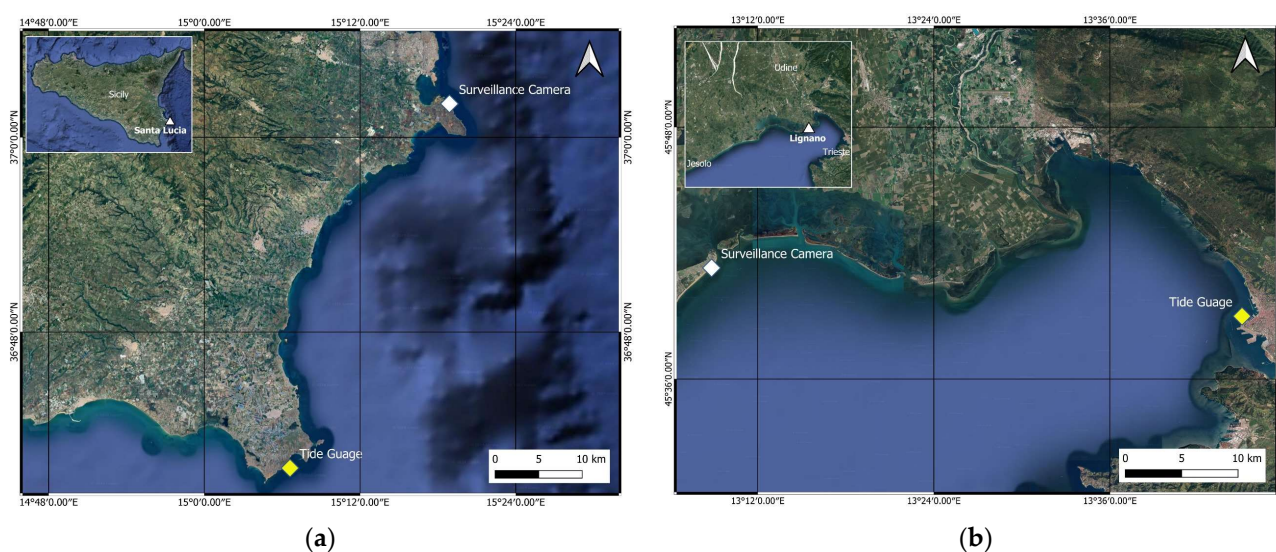 14°48'0.00"E 15°0'0.00"E 15°12'0.00"E 15°24'0.00"E
Sicily
Santa Lucia
Surveillance Camera
37°0'0.00"N 37°0'0.00"N
36°48'0.00"N 36°48'0.00"N
Tide Guage
0 5 10 km
14°48'0.00"E 15°0'0.00"E 15°12'0.00"E 15°24'0.00"E
(a)
13°12'0.00"E 13°24'0.00"E 13°36'0.00"E
Udine
Lignano
Trieste
Jesolo
45°48'0.00"N 45°48'0.00"N
Surveillance Camera
Tide Guage
45°36'0.00"N 45°36'0.00"N
0 5 10 km
13°12'0.00"E 13°24'0.00"E 13°36'0.00"E
(b)